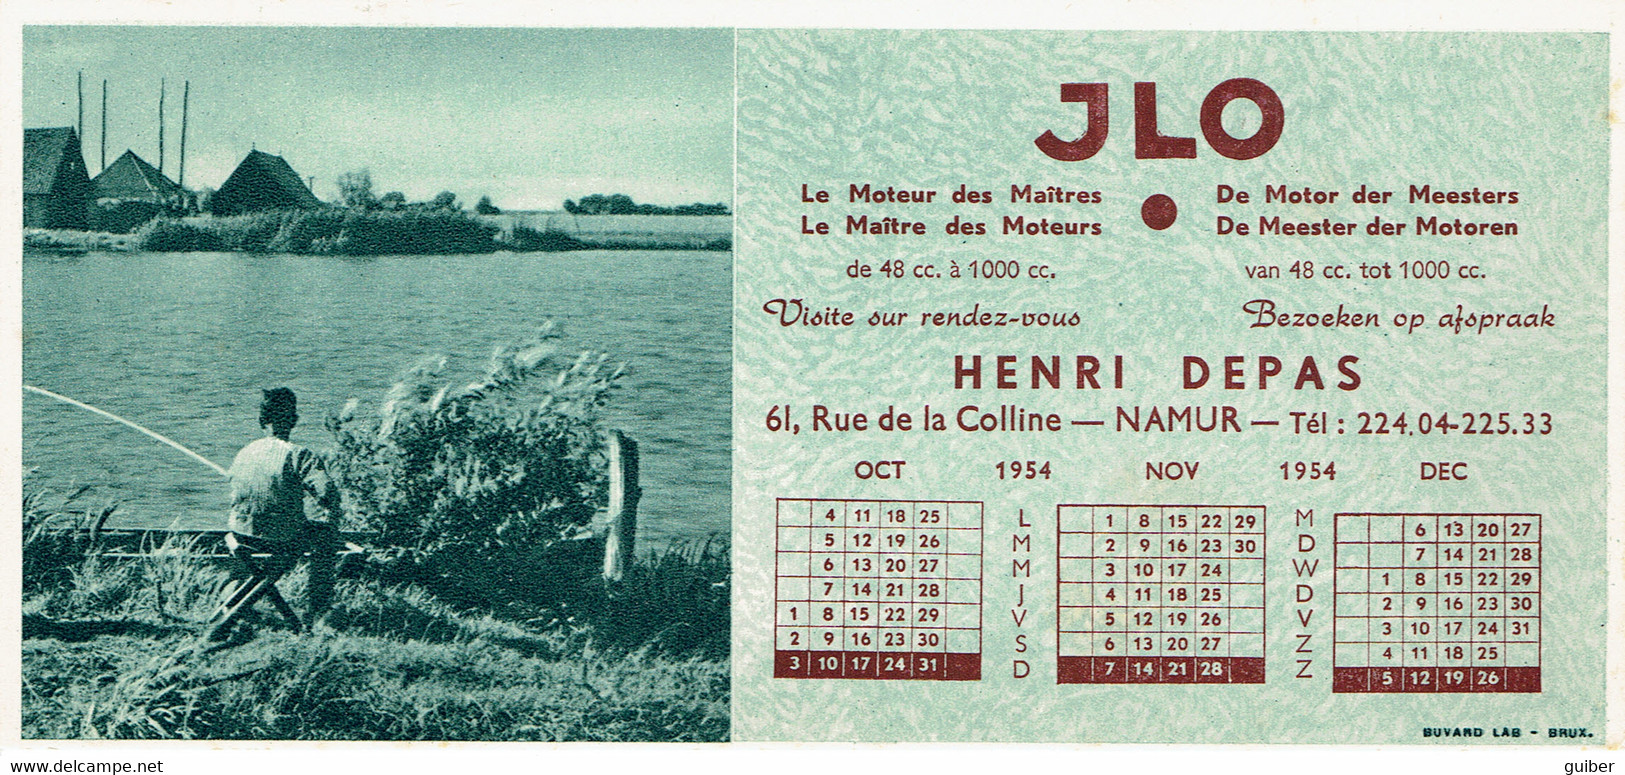 JLO
Le Moteur des Maîtres
Le Maître des Moteurs
de 48 cc. à 1000 cc.
Visite sur rendez-vous
De Motor der Meesters
De Meester der Motoren
van 48 cc. tot 1000 cc.
Bezoeken op afspraak
HENRI DEPAS
61, Rue de la Colline — NAMUR — Tél : 224.04-225.33
OCT 1954 NOV 1954 DEC
4 11 18 25 L 1 8 15 22 29 M 6 13 20 27
5 12 19 26 M 2 9 16 23 30 D 7 14 21 28
6 13 20 27 M 3 10 17 24 W 1 8 15 22 29
7 14 21 28 J 4 11 18 25 D 2 9 16 23 30
1 8 15 22 29 V 5 12 19 26 V 3 10 17 24 31
2 9 16 23 30 S 6 13 20 27 Z 4 11 18 25
3 10 17 24 31 D 7 14 21 28 Z 5 12 19 26
BUVARD LAB - BRUX.
www.delcampe.net
guiber